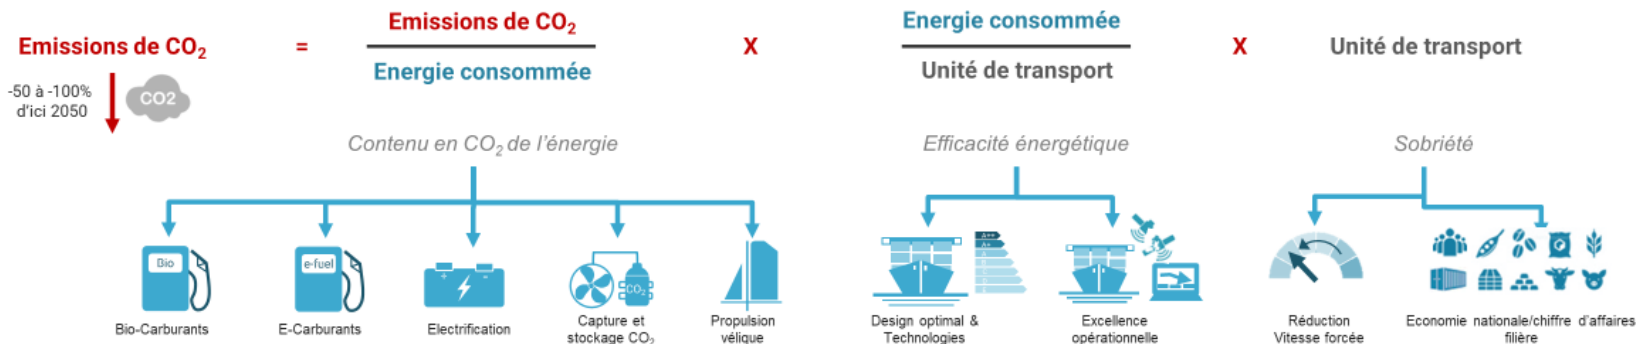 Emissions de CO₂
=
Emissions de CO₂
Energie consommée
X
Energie consommée
Unité de transport
X
Unité de transport
-50 à -100%
d'ici 2050
CO2
Contenu en CO₂ de l'énergie
Efficacité énergétique
Sobriété
Bio
e-fuel
CO₂
A++
A+
Bio-Carburants
E-Carburants
Electrification
Capture et
stockage CO₂
Propulsion
vélique
Design optimal &
Technologies
Excellence
opérationnelle
Réduction
Vitesse forcée
Economie nationale/chiffre d'affaires
filière